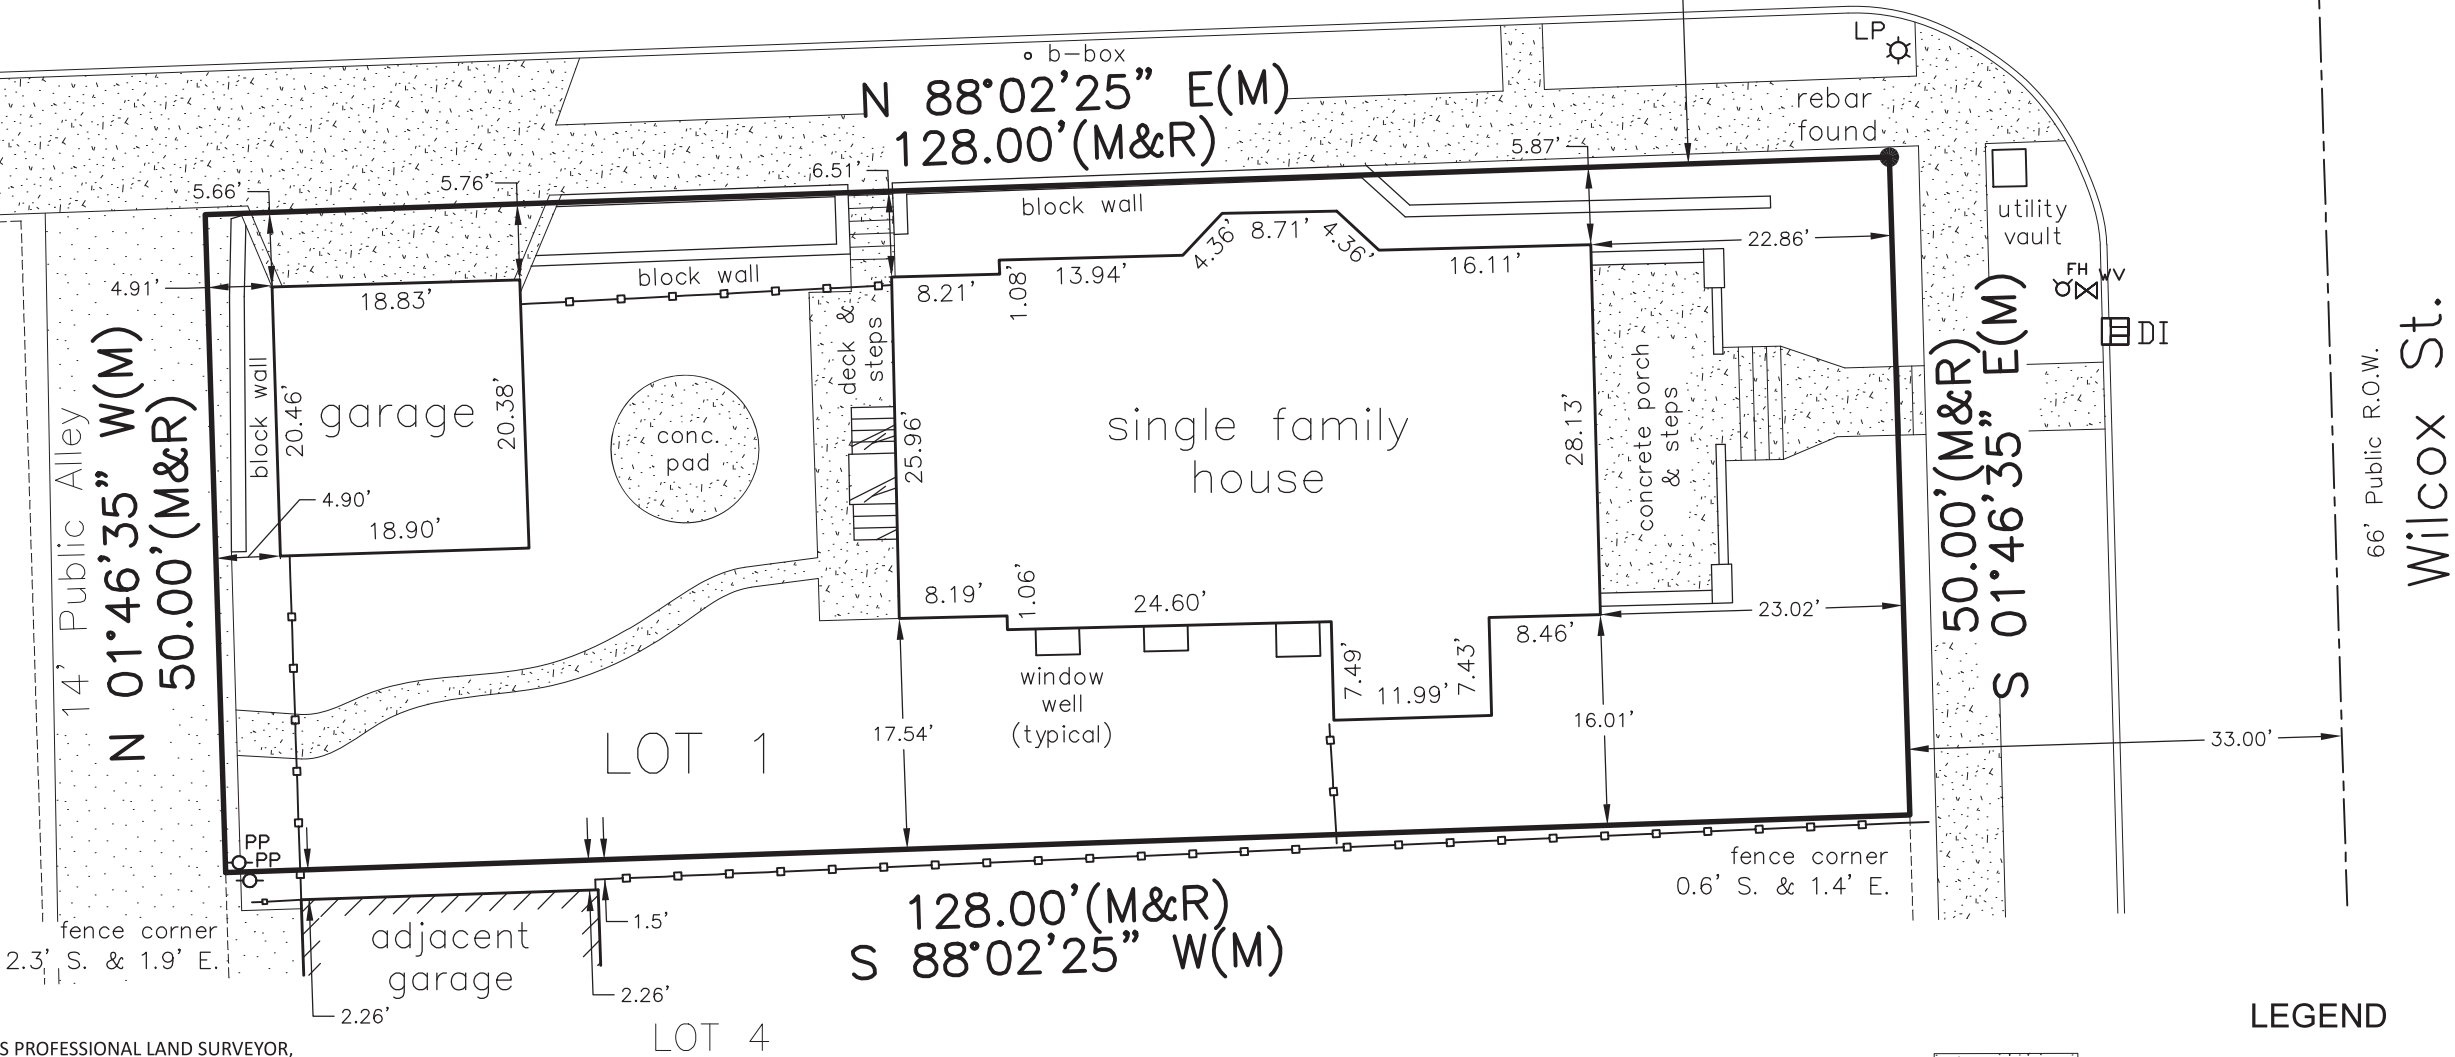 LP
b-box
N 88°02'25" E(M)
128.00'(M&R)
rebar
found
5.87'
6.51'
5.76'
5.66'
block wall
utility
vault
22.86'
8.71'
4.36'
4.36'
16.11'
13.94'
1.08'
8.21'
block wall
4.91'
18.83'
FH
WV
DI
deck &
steps
block wall
20.46'
garage
20.38'
conc.
pad
25.96'
single family
house
28.13'
concrete porch
& steps
50.00'(M&R)
S 01°46'35" E(M)
66' Public R.O.W.
Wilcox St.
14' Public Alley
N 01°46'35" W(M)
50.00'(M&R)
4.90'
18.90'
8.19'
1.06'
24.60'
23.02'
8.46'
7.49'
11.99'
7.43'
window
well
(typical)
17.54'
16.01'
33.00'
LOT 1
PP
PP
fence corner
0.6' S. & 1.4' E.
128.00'(M&R)
S 88°02'25" W(M)
1.5'
fence corner
2.3' S. & 1.9' E.
adjacent
garage
2.26'
2.26'
LOT 4
LEGEND
S PROFESSIONAL LAND SURVEYOR,